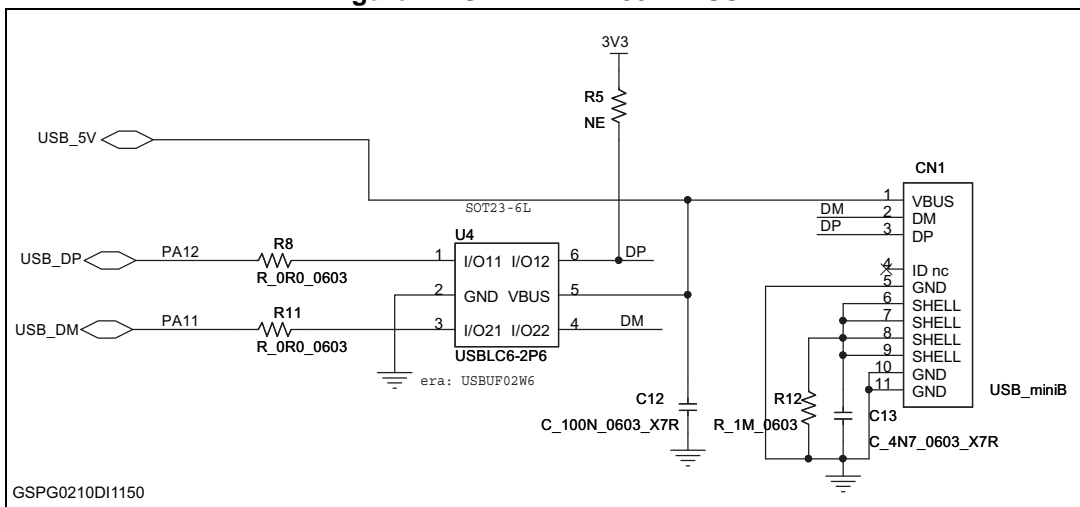 3V3
R5
NE
USB_5V
CN1
SOT23-6L
1 VBUS
DM 2 DM
DP 3 DP
U4
R8
USB_DP PA12 1 I/O11 I/O12 6 DP
R_0R0_0603
4 ID nc
2 GND VBUS 5
5 GND
R11
6 SHELL
USB_DM PA11 3 I/O21 I/O22 4 DM
7 SHELL
R_0R0_0603
8 SHELL
USBLC6-2P6
9 SHELL
era: USBUF02W6
10 GND
11 GND
USB_miniB
C12
C_100N_0603_X7R
R12
R_1M_0603
C13
C_4N7_0603_X7R
GSPG0210DI1150